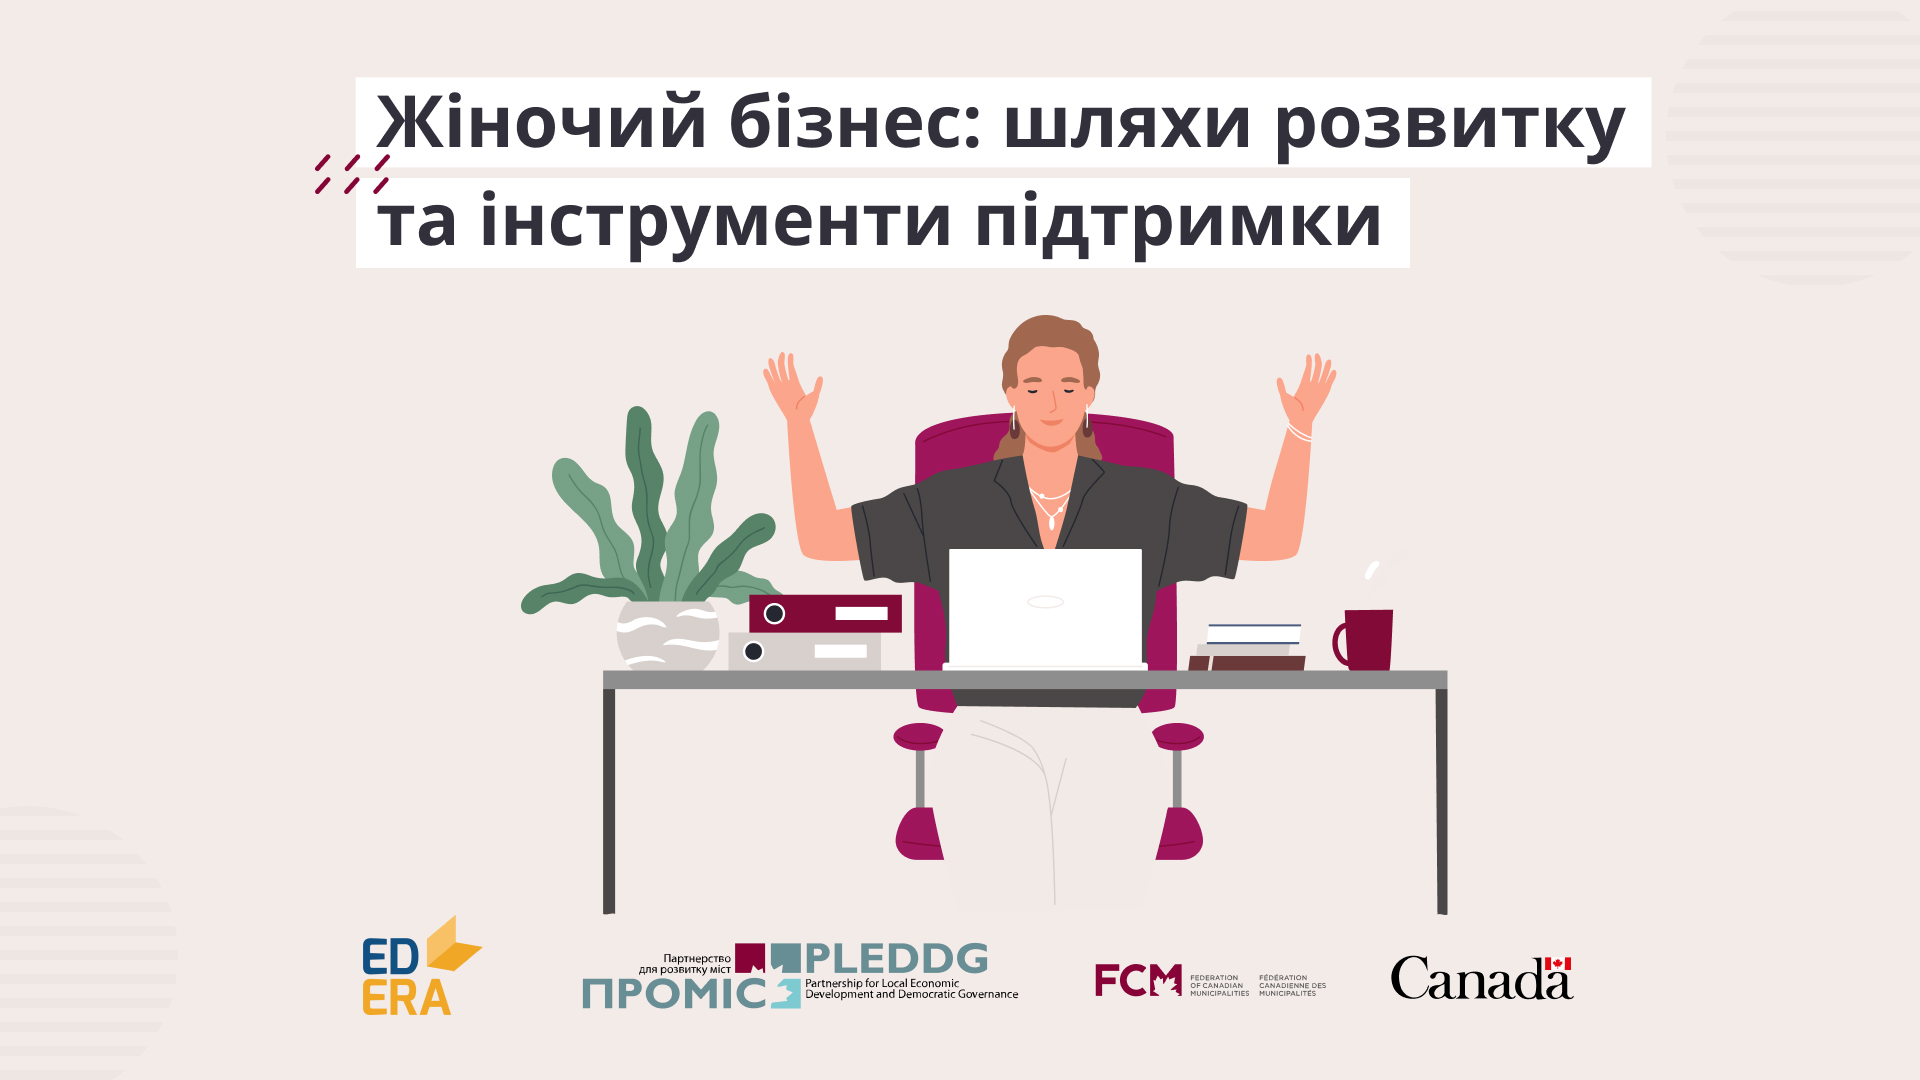 Жіночий бізнес: шляхи розвитку
та інструменти підтримки
ED
ERA
Партнерство
для розвитку міст
ПРОМІС
PLEDDG
Partnership for Local Economic
Development and Democratic Governance
FCM
FEDERATION
OF CANADIAN
MUNICIPALITIES
FÉDÉRATION
CANADIENNE DES
MUNICIPALITÉS
Canada